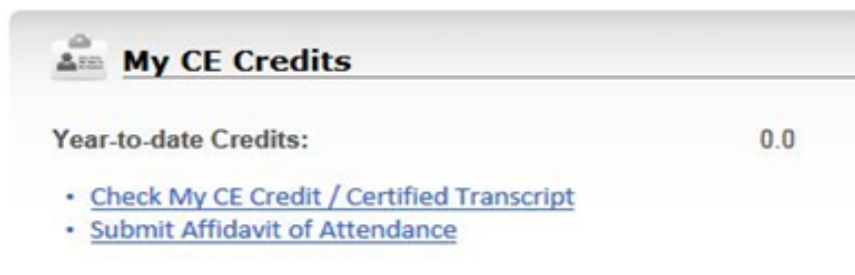 My CE Credits
Year-to-date Credits: 0.0
• Check My CE Credit / Certified Transcript
• Submit Affidavit of Attendance